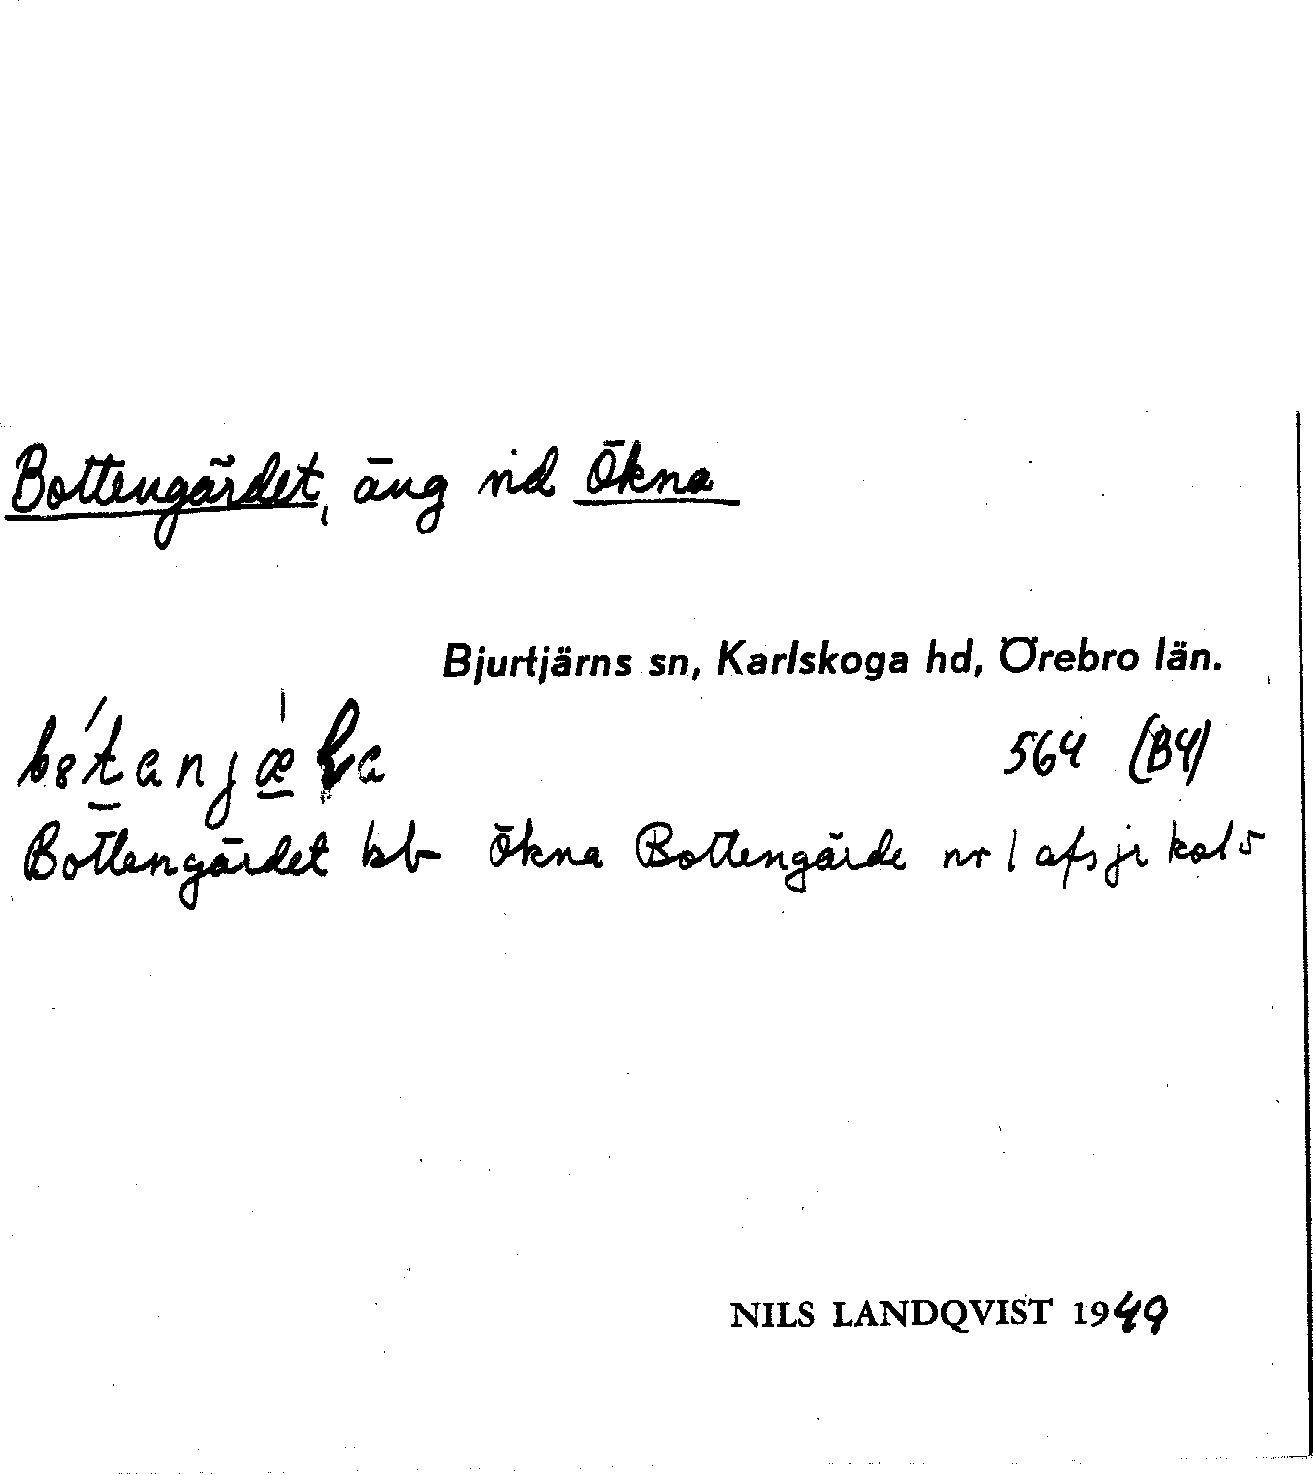 Bottengärdet, äng vid Ökna
Bjurtjärns sn, Karlskoga hd, Örebro län.
564 (B4)
Bottengärdet bb Ökna Bottengärde nr 1 afs jr kol 5
NILS LANDQVIST 1949